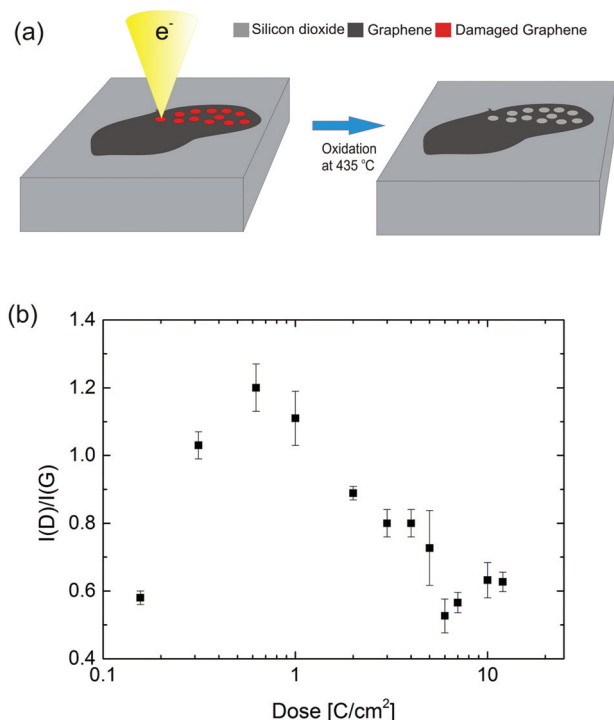 (a)
e-
Silicon dioxide Graphene Damaged Graphene
Oxidation
at 435 °C
(b)
1.4
1.2
1.0
0.8
0.6
0.4
I(D)/I(G)
0.1 1 10
Dose [C/cm²]